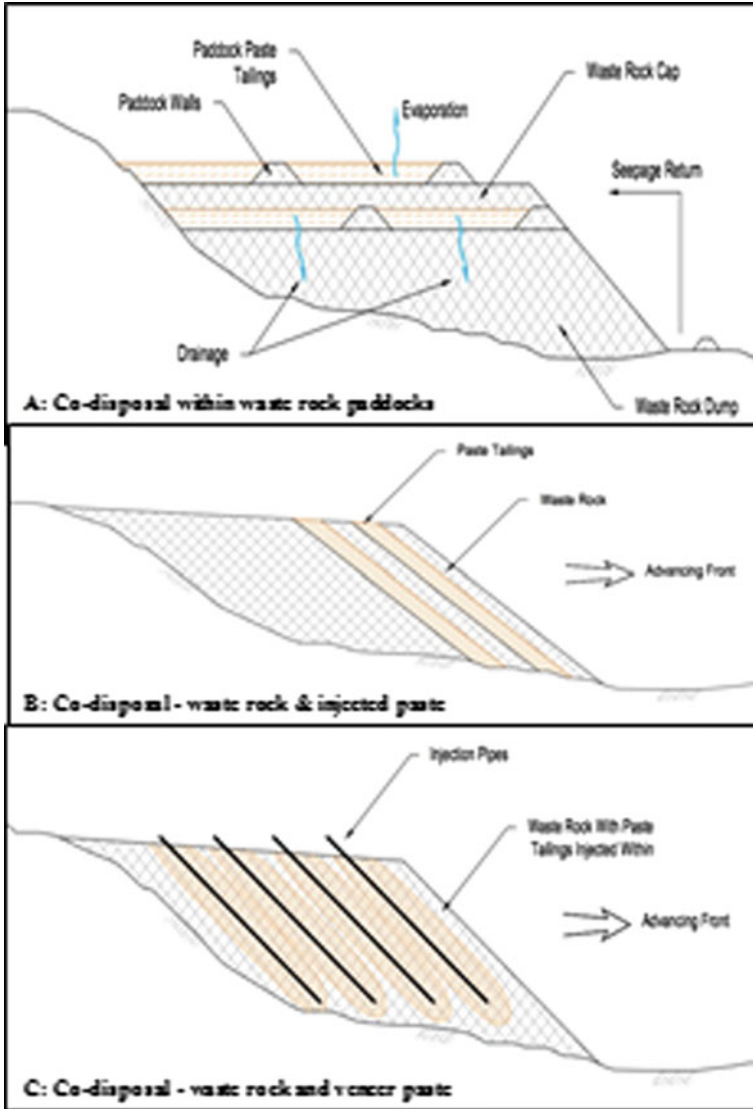 Paddock Paste
Tailings
Waste Rock Cap
Paddock Walls
Evaporation
Seepage Return
Drainage
Waste Rock Dump
A: Co-disposal within waste rock paddocks
Paste Tailings
Waste Rock
Advancing Front
B: Co-disposal - waste rock & injected paste
Injection Pipes
Waste Rock With Paste
Tailings Injected Within
Advancing Front
C: Co-disposal - waste rock and veneer paste